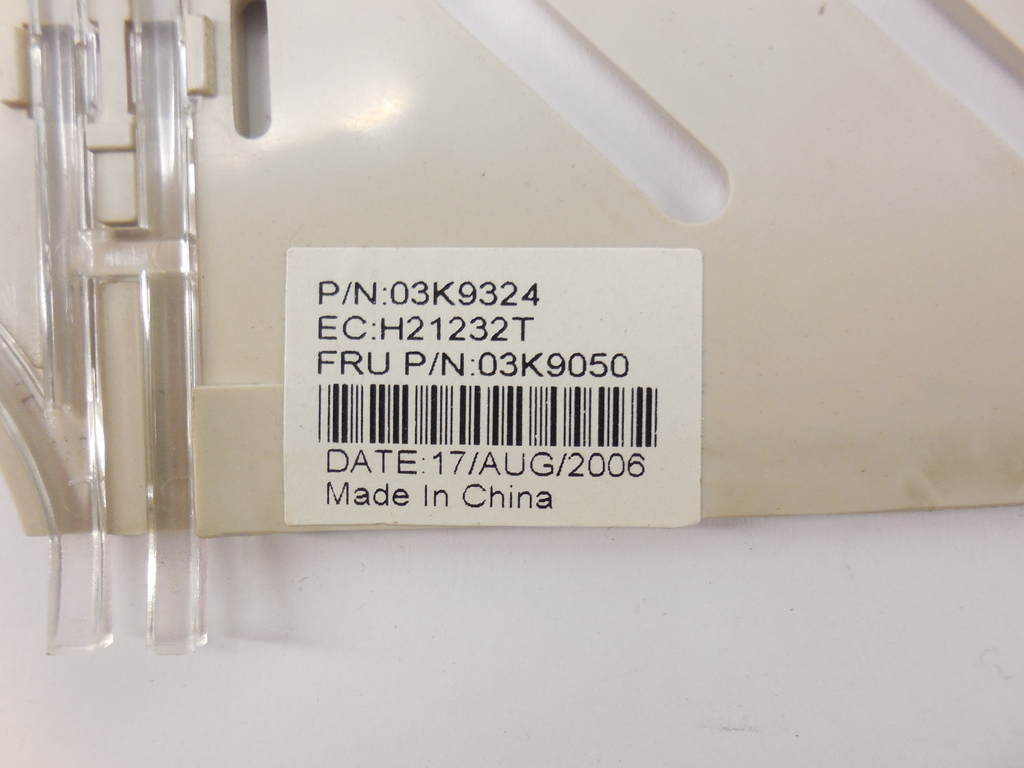 P/N:03K9324
EC:H21232T
FRU P/N:03K9050
DATE:17/AUG/2006
Made In China